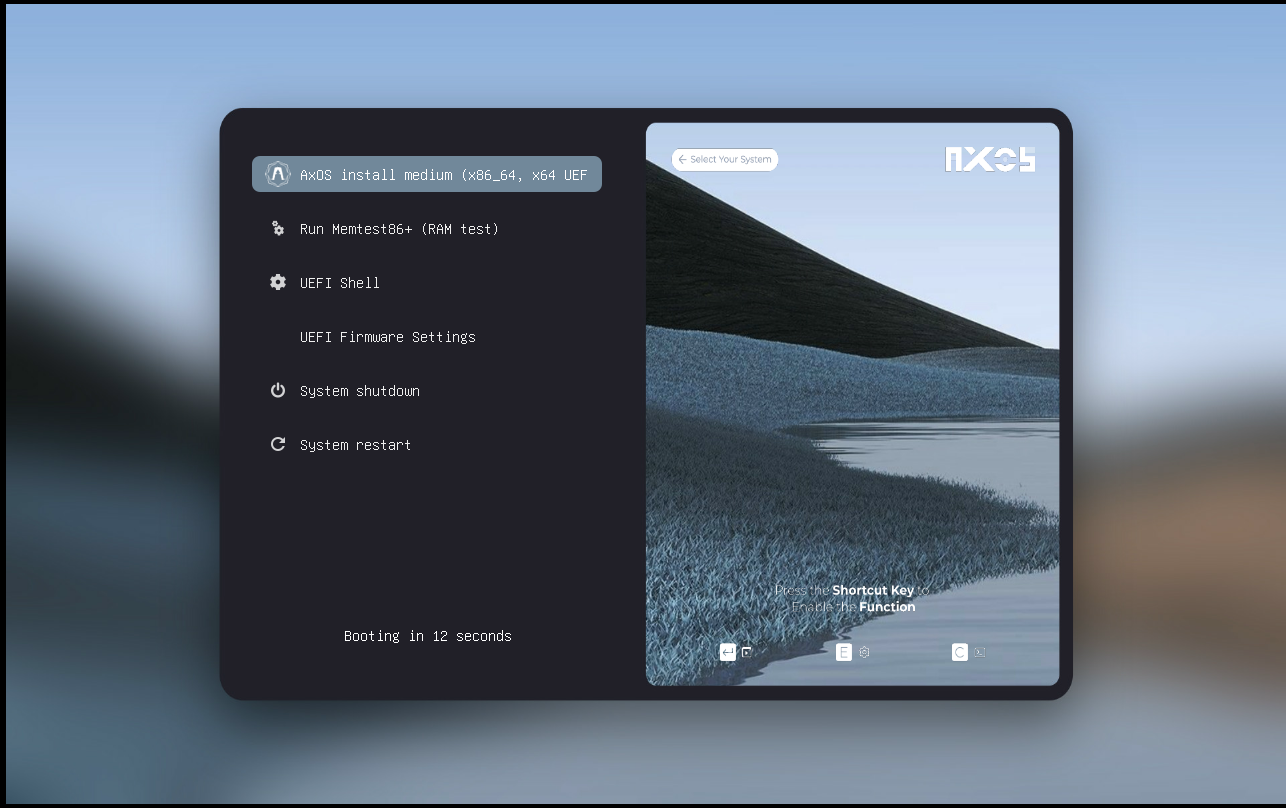 AxOS install medium (x86_64, x64 UEF
Run Memtest86+ (RAM test)
UEFI Shell
UEFI Firmware Settings
System shutdown
System restart
Booting in 12 seconds
← Select Your System
AXOS
Press the Shortcut Key to
Enable the Function
E
C